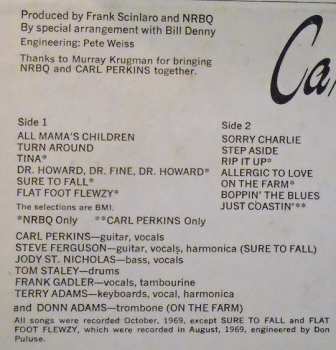 Produced by Frank Scinlaro and NRBQ
By special arrangement with Bill Denny
Engineering: Pete Weiss
Thanks to Murray Krugman for bringing
NRBQ and CARL PERKINS together.
Ca
Side 1
ALL MAMA'S CHILDREN
TURN AROUND
TINA*
DR. HOWARD, DR. FINE, DR. HOWARD*
SURE TO FALL*
FLAT FOOT FLEWZY*
The selections are BMI.
Side 2
SORRY CHARLIE
STEP ASIDE
RIP IT UP*
ALLERGIC TO LOVE
ON THE FARM*
BOPPIN' THE BLUES
JUST COASTIN'**
*NRBQ Only **CARL PERKINS Only
CARL PERKINS—guitar, vocals
STEVE FERGUSON—guitar, vocals, harmonica (SURE TO FALL)
JODY ST. NICHOLAS—bass, vocals
TOM STALEY—drums
FRANK GADLER—vocals, tambourine
TERRY ADAMS—keyboards, vocal, harmonica
and DONN ADAMS—trombone (ON THE FARM)
All songs were recorded October, 1969, except SURE TO FALL and FLAT
FOOT FLEWZY, which were recorded in August, 1969, engineered by Don
Puluse.